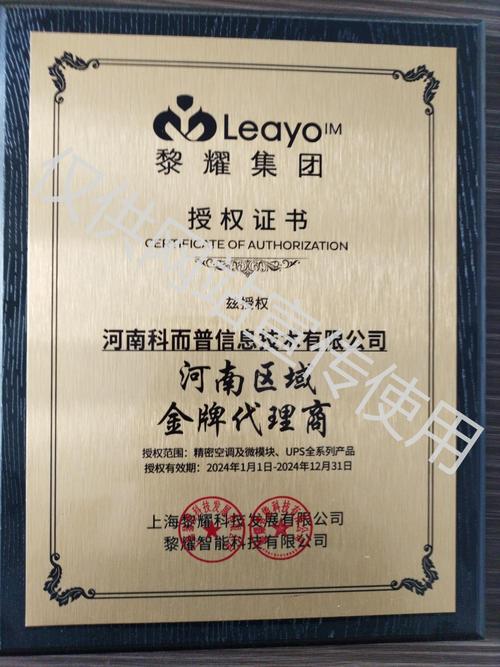 Leayo™
黎耀集团
授权证书
CERTIFICATE OF AUTHORIZATION
兹授权
河南科而普信息技术有限公司
河南区域
金牌代理商
授权范围：精密空调及微模块、UPS全系列产品
授权有效期：2024年1月1日-2024年12月31日
上海黎耀科技发展有限公司
黎耀智能科技有限公司
仅供网站宣传使用